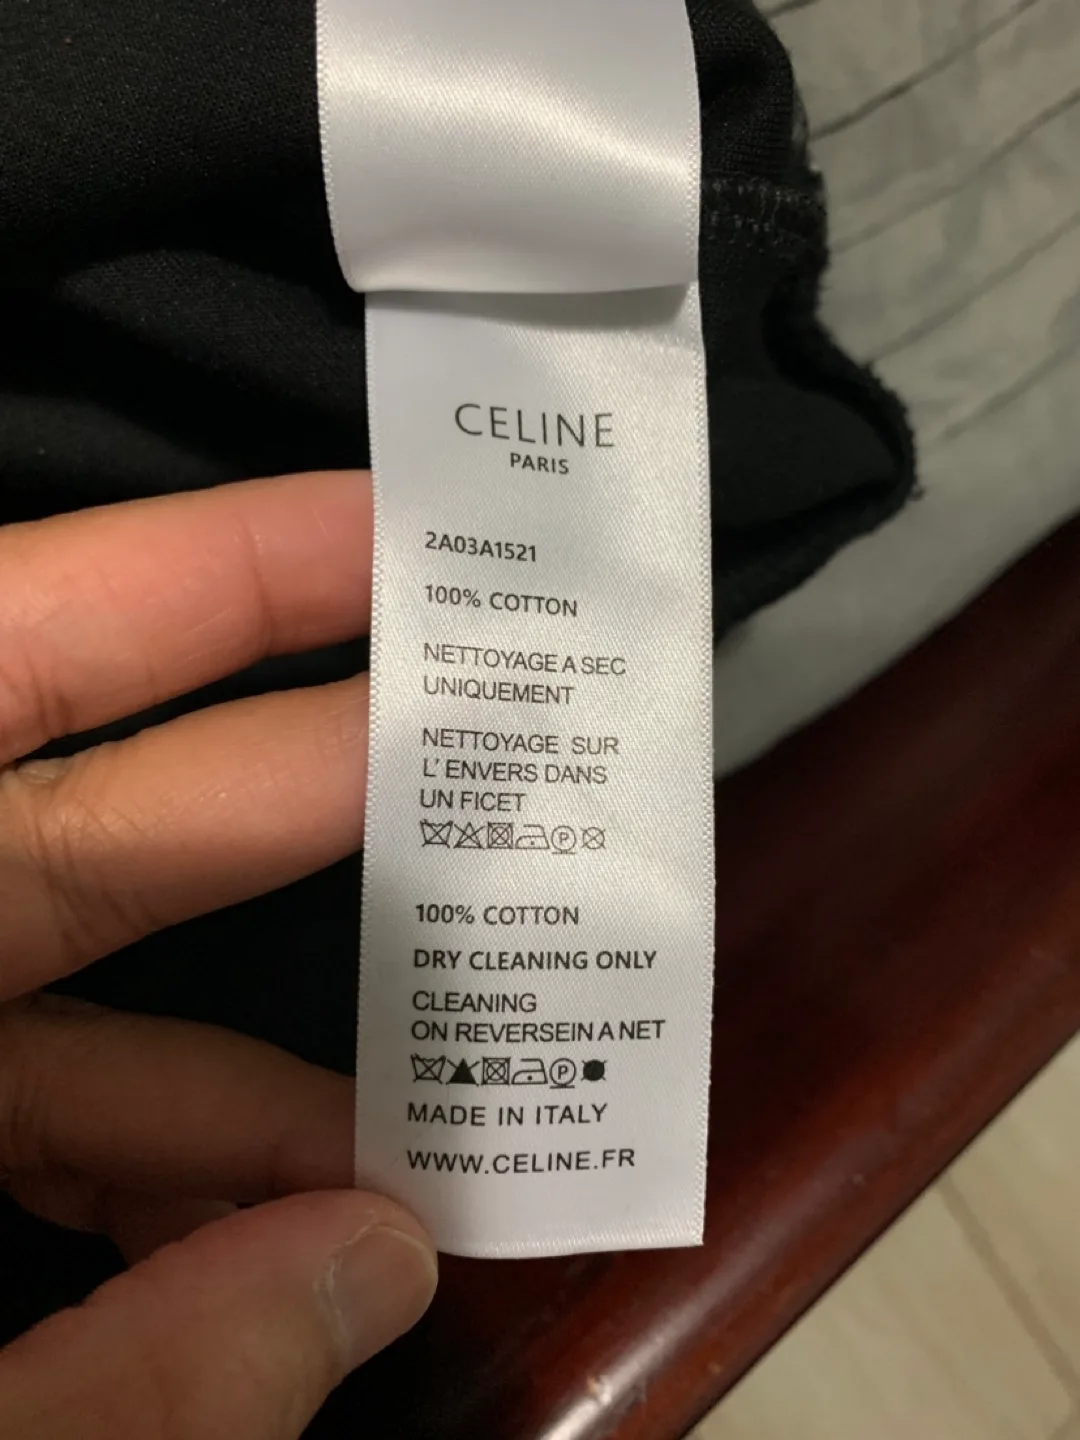 CELINE
PARIS
2A03A1521
100% COTTON
NETTOYAGE A SEC
UNIQUEMENT
NETTOYAGE SUR
L' ENVERS DANS
UN FICET
P
100% COTTON
DRY CLEANING ONLY
CLEANING
ON REVERSEIN A NET
P
MADE IN ITALY
WWW.CELINE.FR